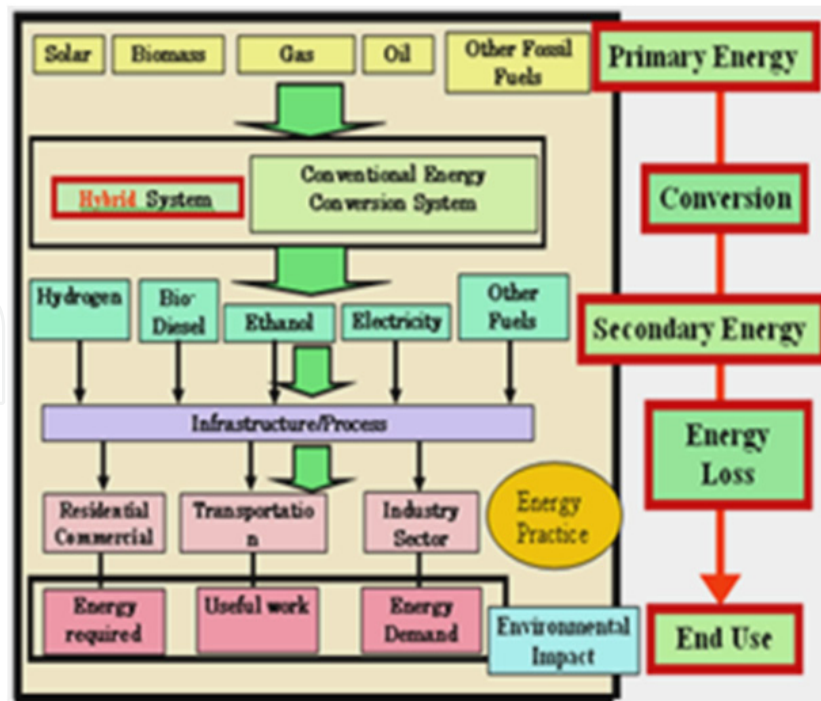 Solar
Biomass
Gas
Oil
Other Fossil
Fuels
Primary Energy
Hybrid System
Conventional Energy
Conversion System
Conversion
Hydrogen
Bio-
Diesel
Ethanol
Electricity
Other
Fuels
Secondary Energy
Infrastructure/Process
Energy
Loss
Residential
Commercial
Transportatio
n
Industry
Sector
Energy
Practice
Energy
required
Useful work
Energy
Demand
Environmental
Impact
End Use